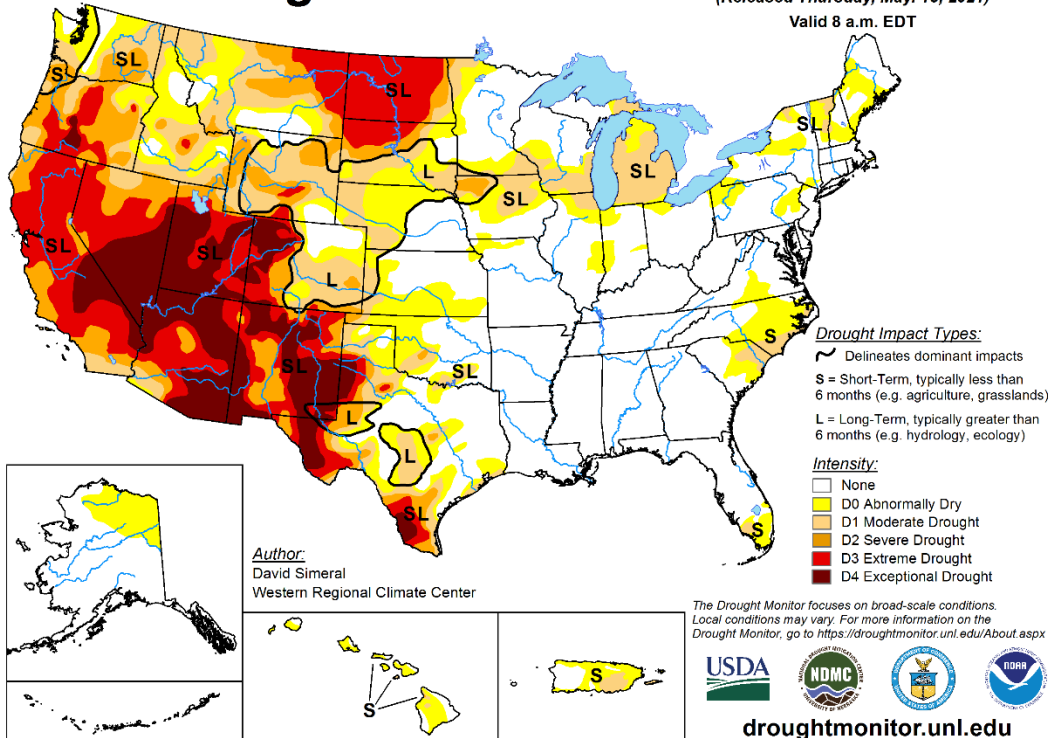 Valid 8 a.m. EDT
S
SL
SL
SL
L
SL
SL
SL
SL
SL
L
S
SL
SL
L
L
SL
S
Drought Impact Types:
Delineates dominant impacts
S = Short-Term, typically less than
6 months (e.g. agriculture, grasslands)
L = Long-Term, typically greater than
6 months (e.g. hydrology, ecology)
Intensity:
None
D0 Abnormally Dry
D1 Moderate Drought
D2 Severe Drought
D3 Extreme Drought
D4 Exceptional Drought
Author:
David Simeral
Western Regional Climate Center
S
S
The Drought Monitor focuses on broad-scale conditions.
Local conditions may vary. For more information on the
Drought Monitor, go to https://droughtmonitor.unl.edu/About.aspx
USDA
NDMC
NOAA
droughtmonitor.unl.edu